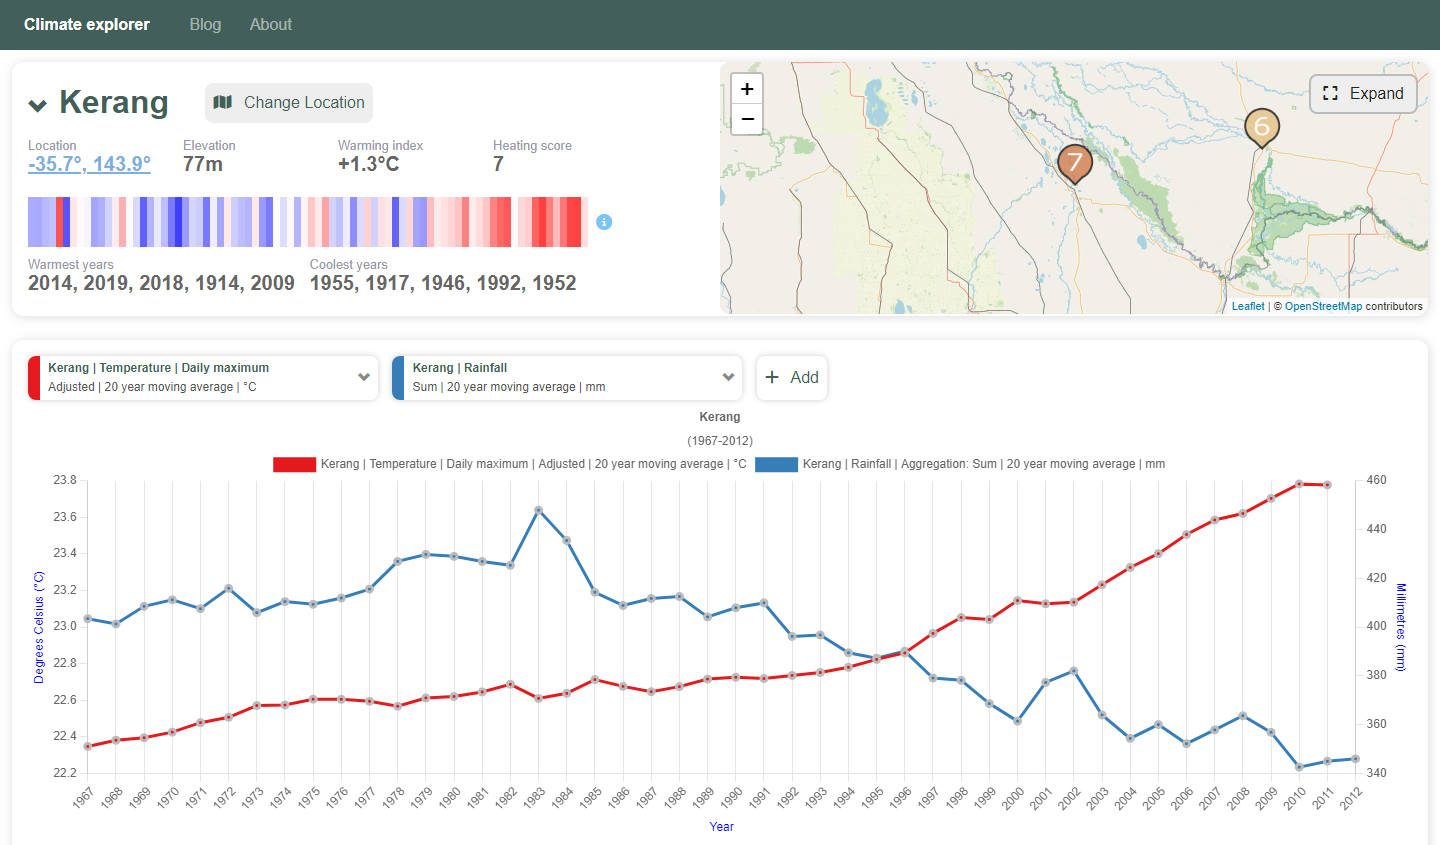 Climate explorer Blog About
Kerang Change Location
Location Elevation Warming index Heating score
-35.7°, 143.9° 77m +1.3°C 7
Warmest years Coolest years
2014, 2019, 2018, 1914, 2009 1955, 1917, 1946, 1992, 1952
+
−
Expand
6
7
Leaflet | © OpenStreetMap contributors
Kerang | Temperature | Daily maximum
Adjusted | 20 year moving average | °C
Kerang | Rainfall
Sum | 20 year moving average | mm
+ Add
Kerang
(1967-2012)
Kerang | Temperature | Daily maximum | Adjusted | 20 year moving average | °C Kerang | Rainfall | Aggregation: Sum | 20 year moving average | mm
Degrees Celsius (°C)
23.8
23.6
23.4
23.2
23.0
22.8
22.6
22.4
22.2
460
440
420
400
380
360
340
Millimetres (mm)
1967 1968 1969 1970 1971 1972 1973 1974 1975 1976 1977 1978 1979 1980 1981 1982 1983 1984 1985 1986 1987 1988 1989 1990 1991 1992 1993 1994 1995 1996 1997 1998 1999 2000 2001 2002 2003 2004 2005 2006 2007 2008 2009 2010 2011 2012
Year